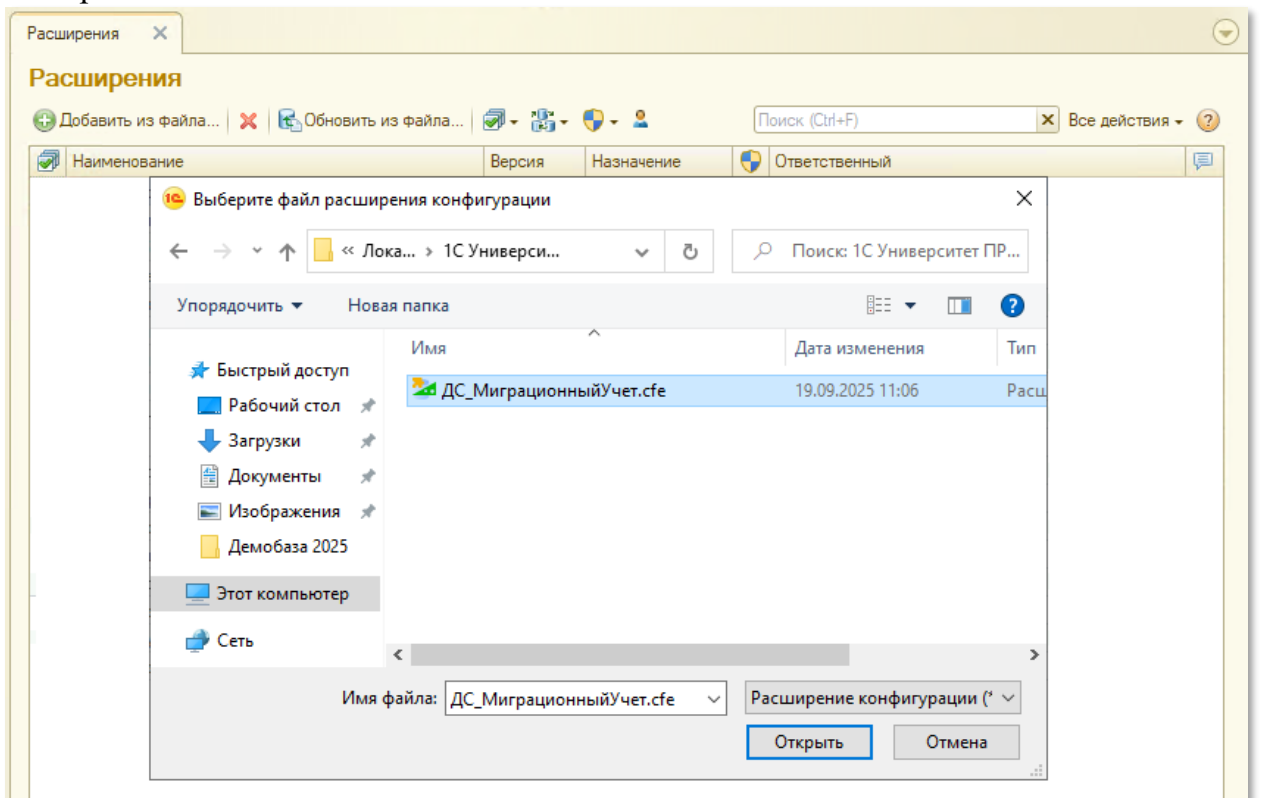 Расширения
Расширения
Добавить из файла... Обновить из файла... Поиск (Ctrl+F) Все действия
Наименование Версия Назначение Ответственный
1С Выберите файл расширения конфигурации
« Лока... › 1С Универси... Поиск: 1С Университет ПР...
Упорядочить Новая папка
Имя Дата изменения Тип
Быстрый доступ
ДС_МиграционныйУчет.cfe 19.09.2025 11:06 Расш
Рабочий стол
Загрузки
Документы
Изображения
Демобаза 2025
Этот компьютер
Сеть
Имя файла: ДС_МиграционныйУчет.cfe Расширение конфигурации (*
Открыть Отмена